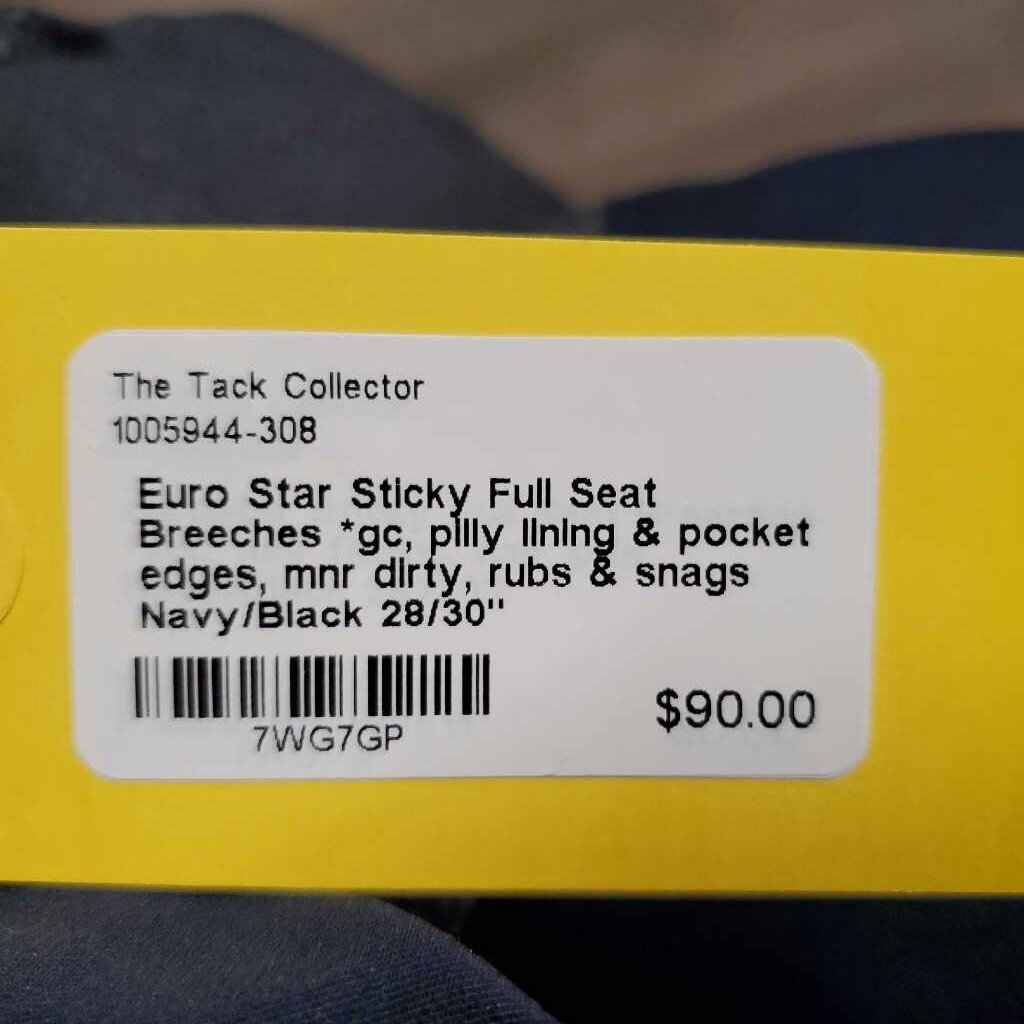 The Tack Collector
1005944-308
Euro Star Sticky Full Seat
Breeches *gc, pilly lining & pocket
edges, mnr dirty, rubs & snags
Navy/Black 28/30"
7WG7GP
$90.00